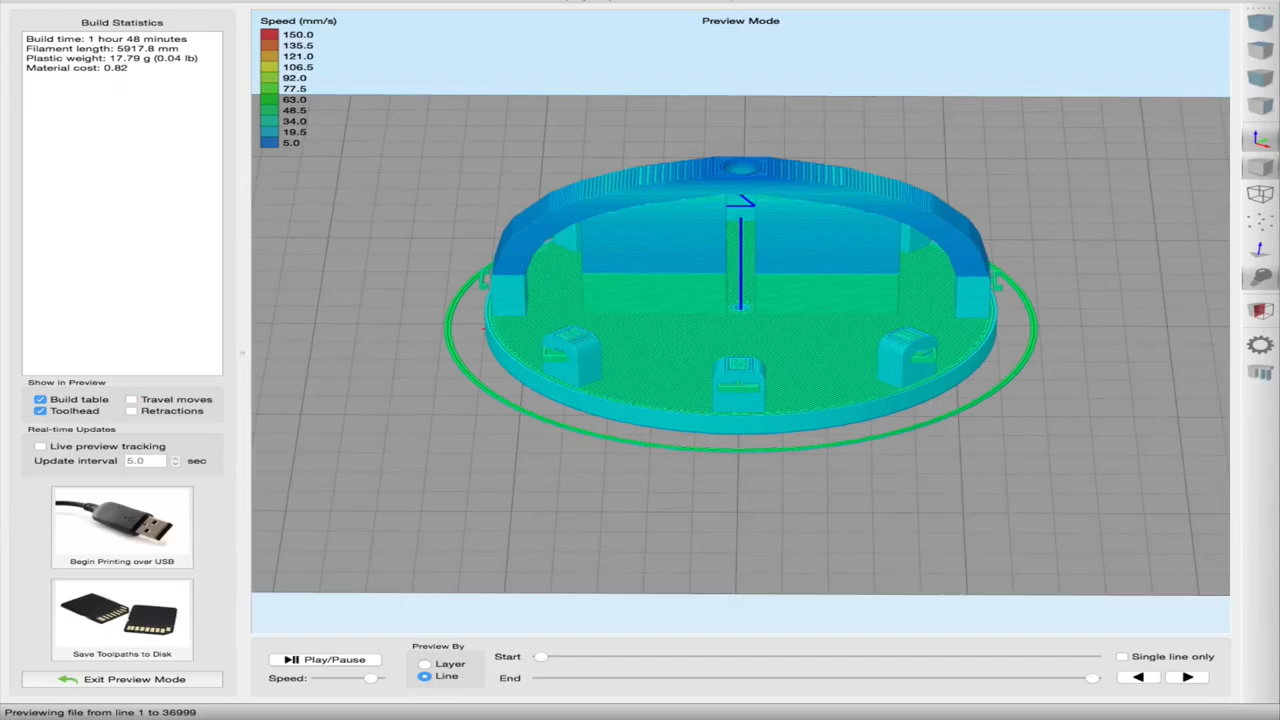 Build Statistics
Build time: 1 hour 48 minutes
Filament length: 5917.8 mm
Plastic weight: 17.79 g (0.04 lb)
Material cost: 0.82
Show in Preview
Build table
Travel moves
Toolhead
Retractions
Real-time Updates
Live preview tracking
Update interval 5.0 sec
Begin Printing over USB
Save Toolpaths to Disk
Exit Preview Mode
Speed (mm/s)
150.0
135.5
121.0
106.5
92.0
77.5
63.0
48.5
34.0
19.5
5.0
Preview Mode
Play/Pause
Speed:
Preview By
Layer
Line
Start
End
Single line only
Previewing file from line 1 to 36999